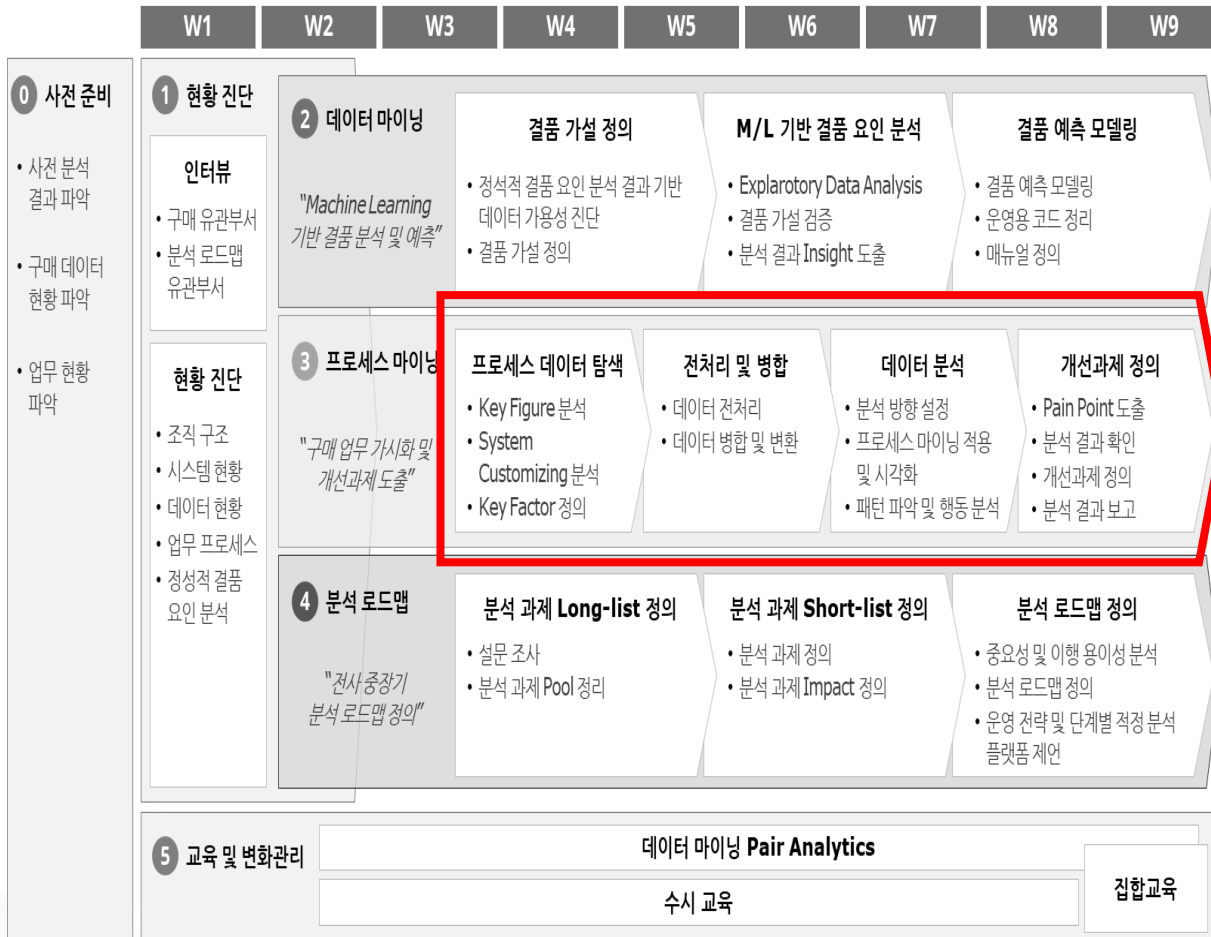 W1 W2 W3 W4 W5 W6 W7 W8 W9
0 사전 준비
• 사전 분석
결과 파악
• 구매 데이터
현황 파악
• 업무 현황
파악
1 현황 진단
인터뷰
• 구매 유관부서
• 분석 로드맵
유관부서
현황 진단
• 조직 구조
• 시스템 현황
• 데이터 현황
• 업무 프로세스
• 정성적 결품
요인 분석
2 데이터 마이닝
"Machine Learning
기반 결품 분석 및 예측"
결품 가설 정의
• 정석적 결품 요인 분석 결과 기반
데이터 가용성 진단
• 결품 가설 정의
M/L 기반 결품 요인 분석
• Explarotory Data Analysis
• 결품 가설 검증
• 분석 결과 Insight 도출
결품 예측 모델링
• 결품 예측 모델링
• 운영용 코드 정리
• 매뉴얼 정의
3 프로세스 마이닝
"구매 업무 가시화 및
개선과제 도출"
프로세스 데이터 탐색
• Key Figure 분석
• System
Customizing 분석
• Key Factor 정의
전처리 및 병합
• 데이터 전처리
• 데이터 병합 및 변환
데이터 분석
• 분석 방향 설정
• 프로세스 마이닝 적용
및 시각화
• 패턴 파악 및 행동 분석
개선과제 정의
• Pain Point 도출
• 분석 결과 확인
• 개선과제 정의
• 분석 결과 보고
4 분석 로드맵
"전사 중장기
분석 로드맵 정의"
분석 과제 Long-list 정의
• 설문 조사
• 분석 과제 Pool 정리
분석 과제 Short-list 정의
• 분석 과제 정의
• 분석 과제 Impact 정의
분석 로드맵 정의
• 중요성 및 이행 용이성 분석
• 분석 로드맵 정의
• 운영 전략 및 단계별 적정 분석
플랫폼 제언
5 교육 및 변화관리
데이터 마이닝 Pair Analytics
수시 교육
집합교육